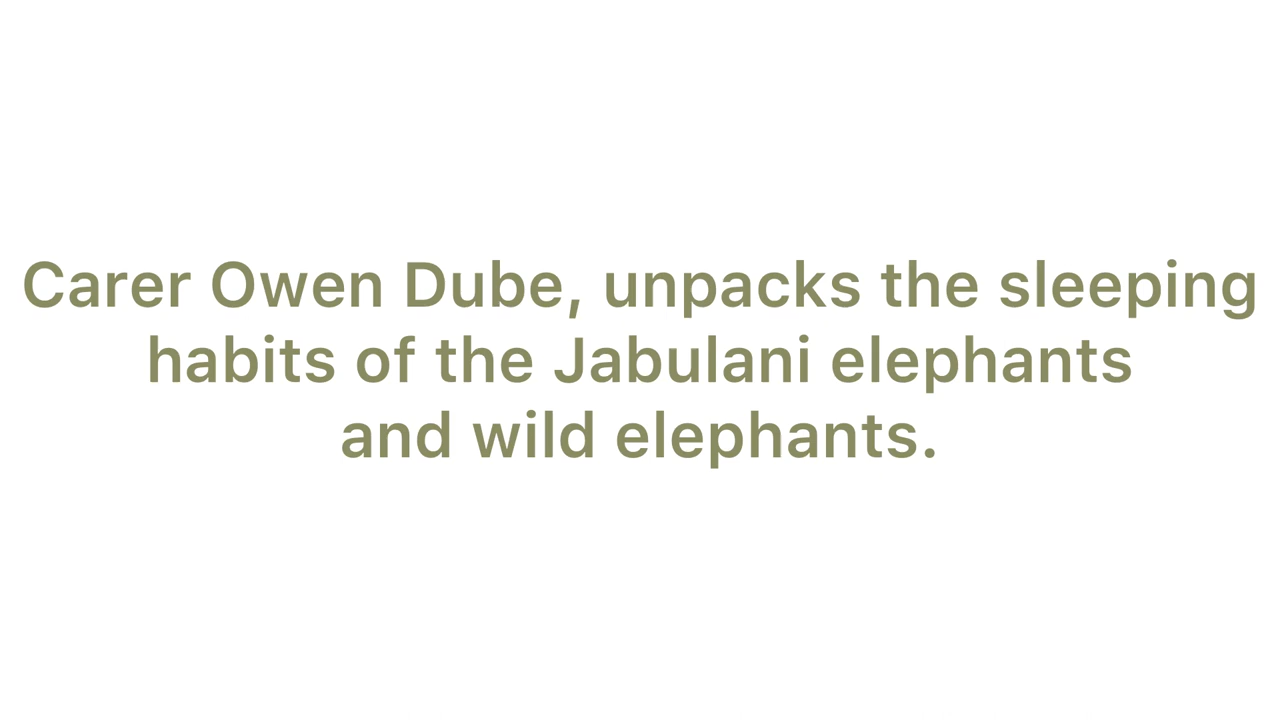 Carer Owen Dube, unpacks the sleeping
habits of the Jabulani elephants
and wild elephants.